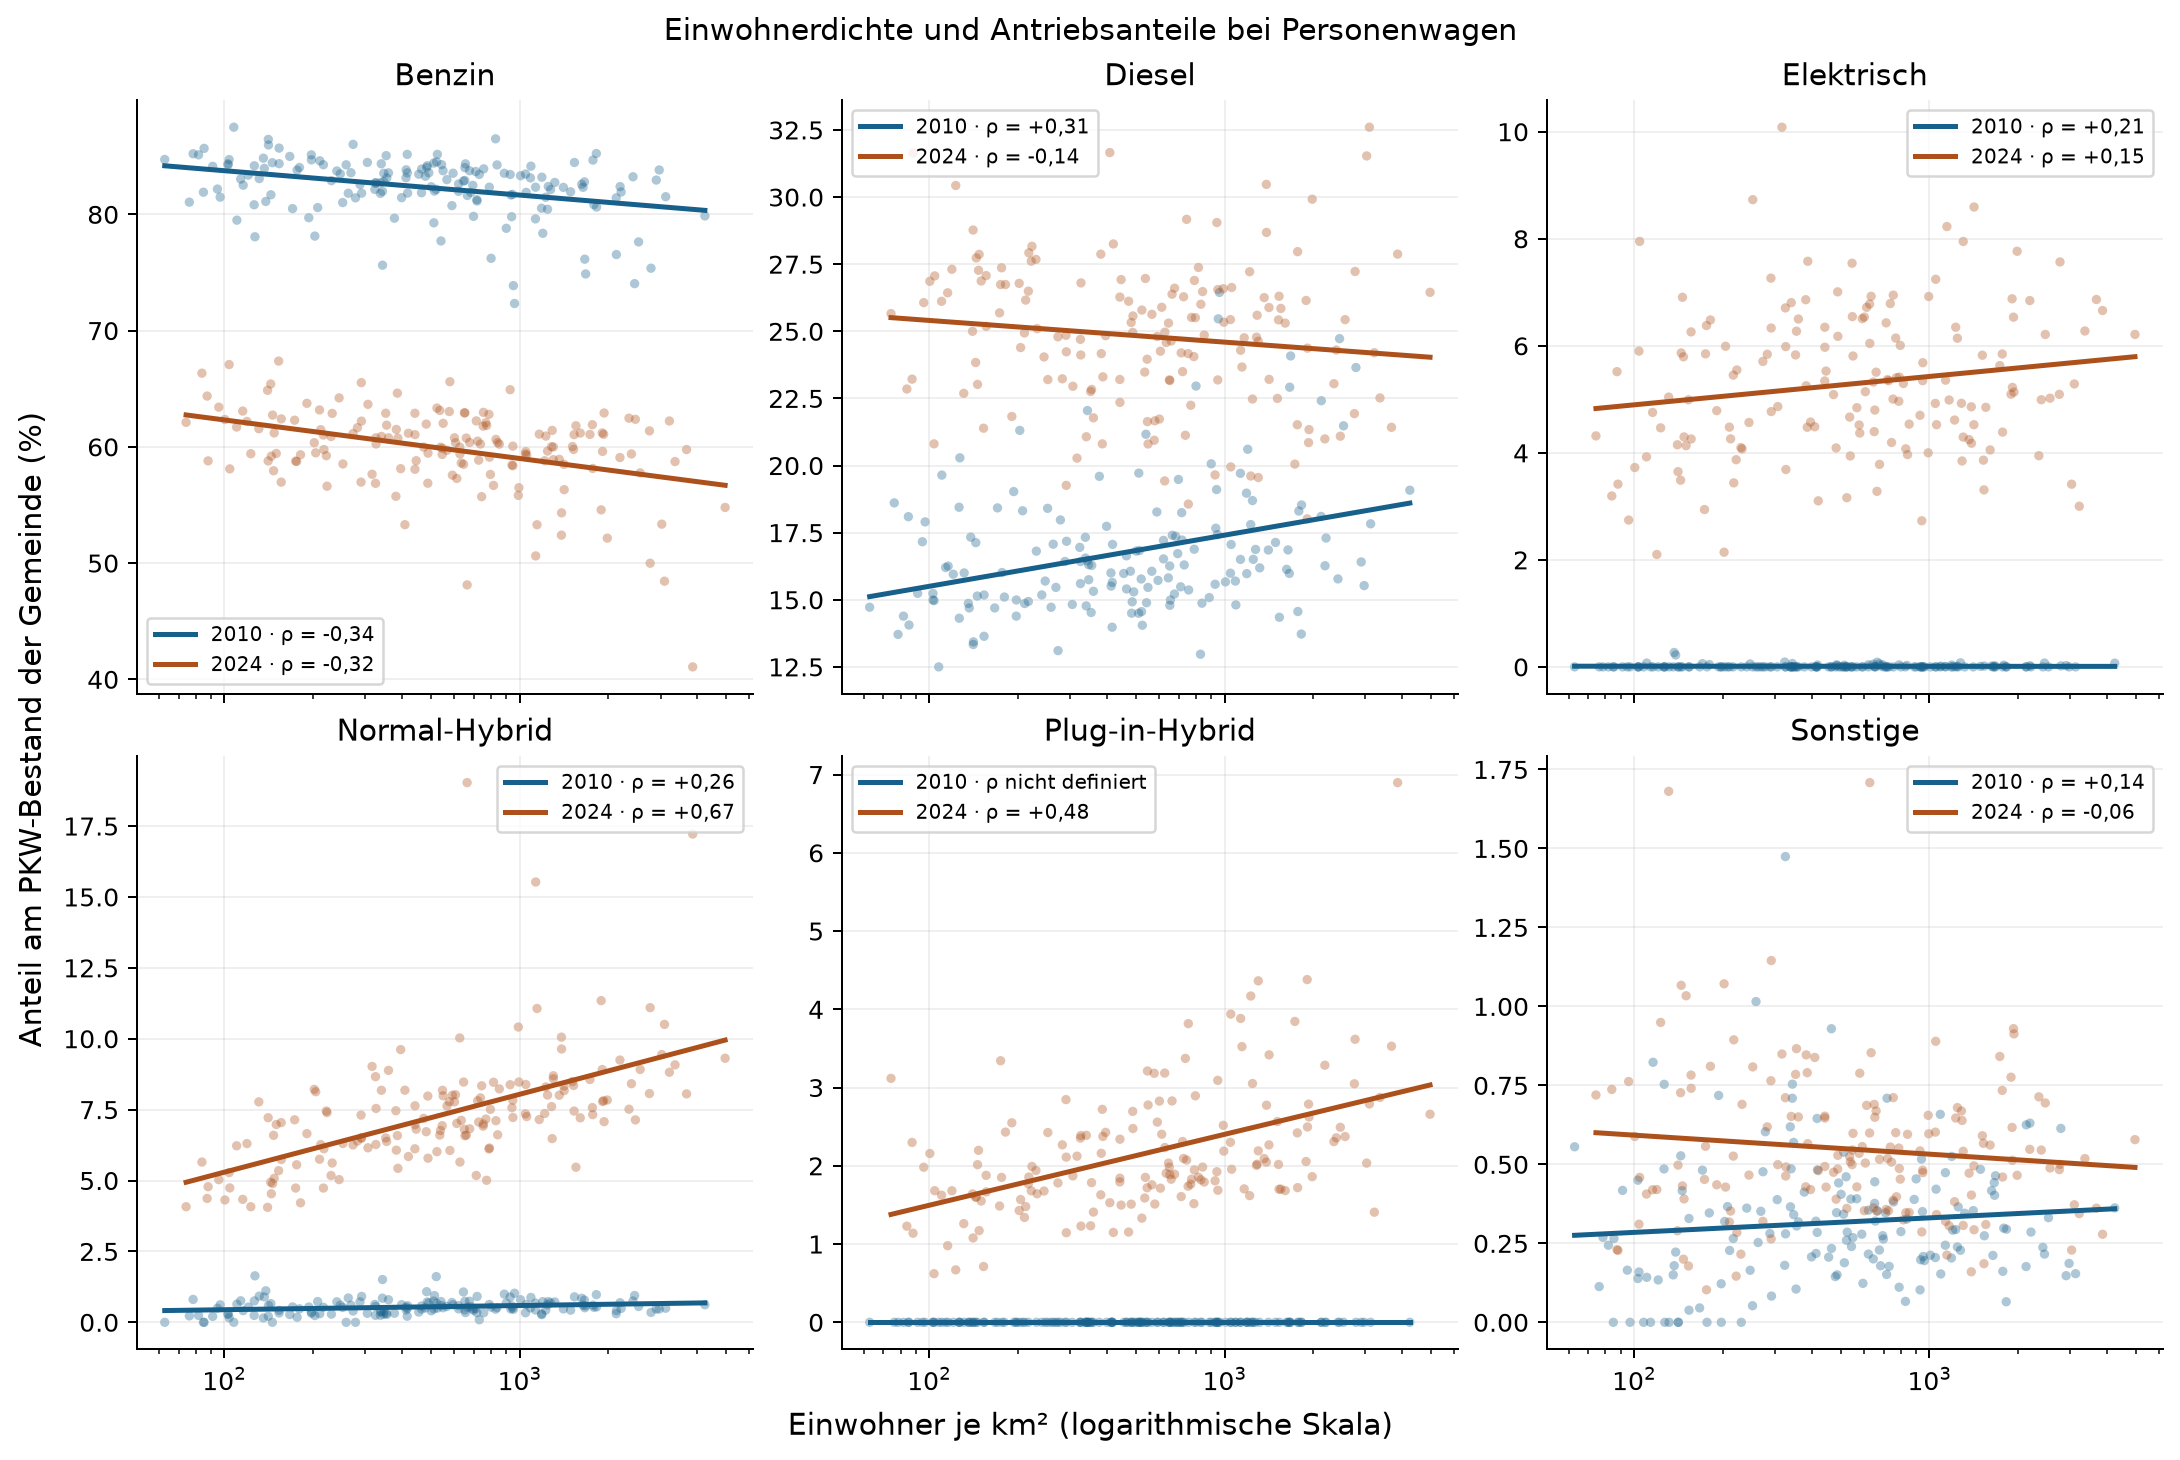 Einwohnerdichte und Antriebsanteile bei Personenwagen
Anteil am PKW-Bestand der Gemeinde (%)
Benzin
80
70
60
50
40
2010 · ρ = -0,34
2024 · ρ = -0,32
Diesel
32.5
30.0
27.5
25.0
22.5
20.0
17.5
15.0
12.5
2010 · ρ = +0,31
2024 · ρ = -0,14
Elektrisch
10
8
6
4
2
0
2010 · ρ = +0,21
2024 · ρ = +0,15
Normal-Hybrid
17.5
15.0
12.5
10.0
7.5
5.0
2.5
0.0
2010 · ρ = +0,26
2024 · ρ = +0,67
10² 10³
Plug-in-Hybrid
7
6
5
4
3
2
1
0
2010 · ρ nicht definiert
2024 · ρ = +0,48
10² 10³
Sonstige
1.75
1.50
1.25
1.00
0.75
0.50
0.25
0.00
2010 · ρ = +0,14
2024 · ρ = -0,06
10² 10³
Einwohner je km² (logarithmische Skala)